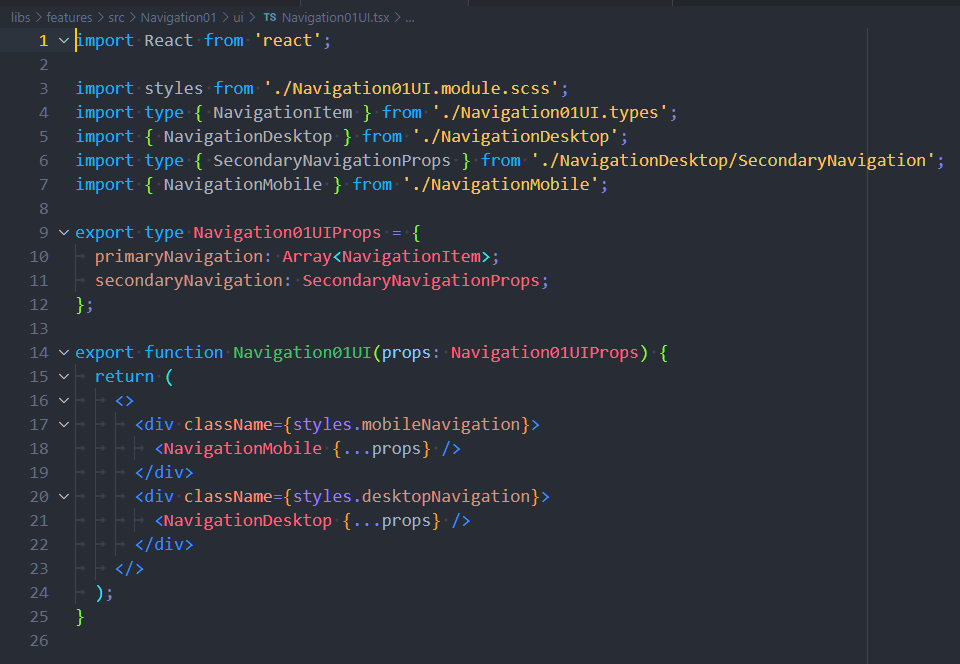 libs > features > src > Navigation01 > ui > TS Navigation01UI.tsx > ...
1 import React from 'react';
2
3 import styles from './Navigation01UI.module.scss';
4 import type { NavigationItem } from './Navigation01UI.types';
5 import { NavigationDesktop } from './NavigationDesktop';
6 import type { SecondaryNavigationProps } from './NavigationDesktop/SecondaryNavigation';
7 import { NavigationMobile } from './NavigationMobile';
8
9 export type Navigation01UIProps = {
10 primaryNavigation: Array<NavigationItem>;
11 secondaryNavigation: SecondaryNavigationProps;
12 };
13
14 export function Navigation01UI(props: Navigation01UIProps) {
15 return (
16 <>
17 <div className={styles.mobileNavigation}>
18 <NavigationMobile {...props} />
19 </div>
20 <div className={styles.desktopNavigation}>
21 <NavigationDesktop {...props} />
22 </div>
23 </>
24 );
25 }
26